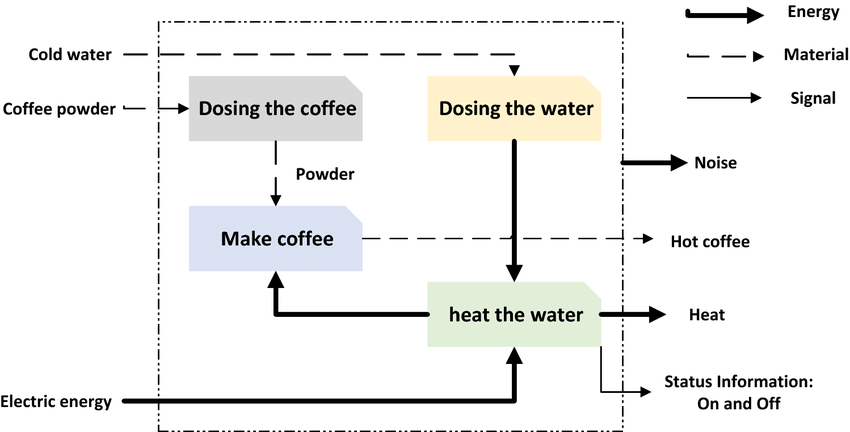 Energy
Cold water
Material
Coffee powder
Dosing the coffee
Dosing the water
Signal
Powder
Noise
Make coffee
Hot coffee
heat the water
Heat
Status Information:
On and Off
Electric energy